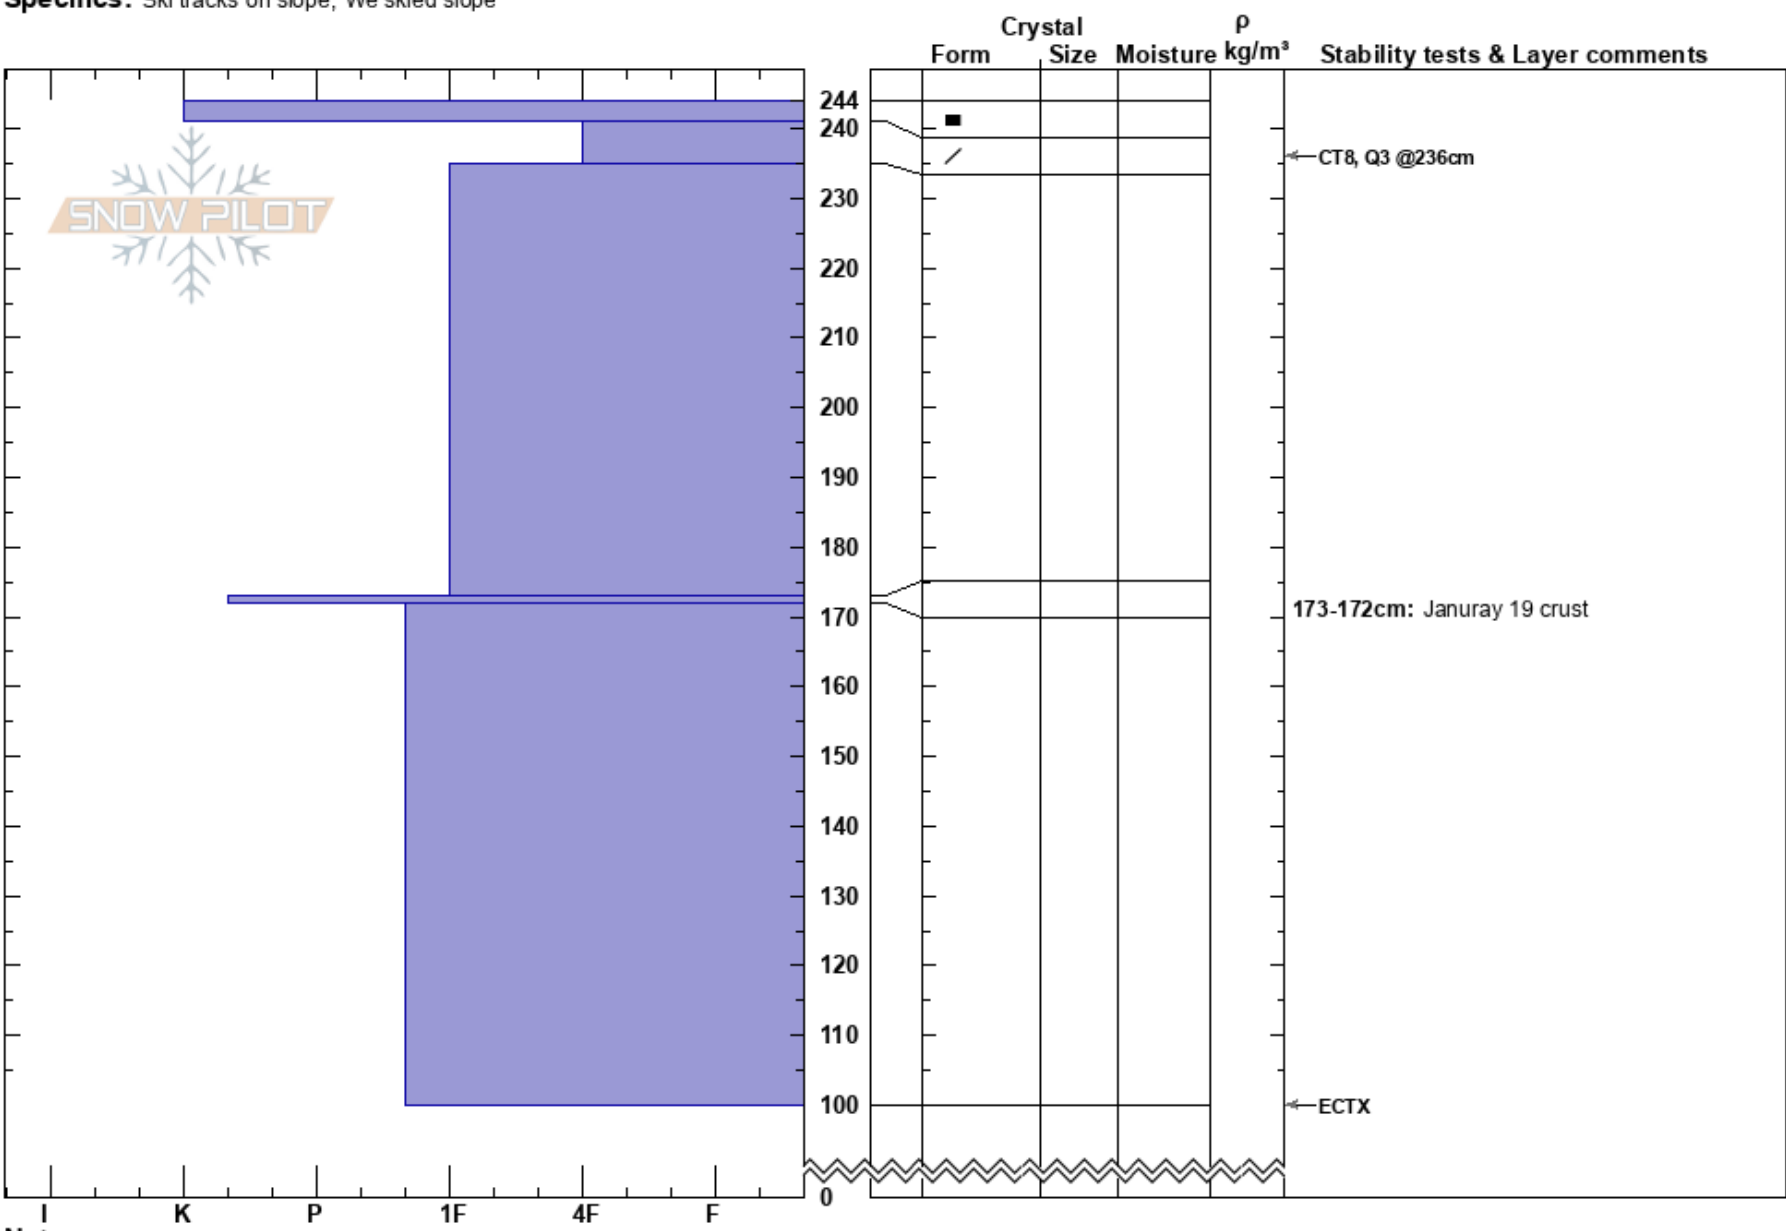 Specifics: Ski tracks on slope, We skied slope
Crystal
ρ
Form Size Moisture kg/m³ Stability tests & Layer comments
244
240
CT8, Q3 @236cm
230
SNOW PILOT
220
210
200
190
180
170
173-172cm: Januray 19 crust
160
150
140
130
120
110
100
ECTX
0
I K P 1F 4F F